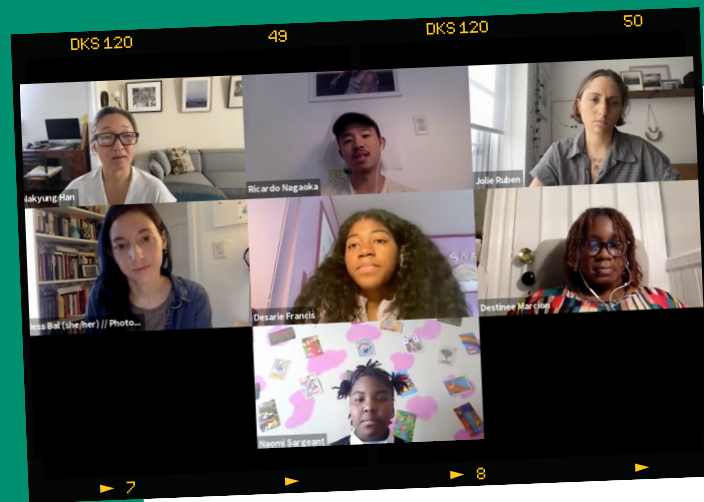 DKS 120
49
DKS 120
50
Nakyung Han
Ricardo Nagaoka
Jolie Ruben
Jess Bal (she/her) // Photo...
Desarie Francis
Destinee Marcion
Naomi Sargeant
7
8